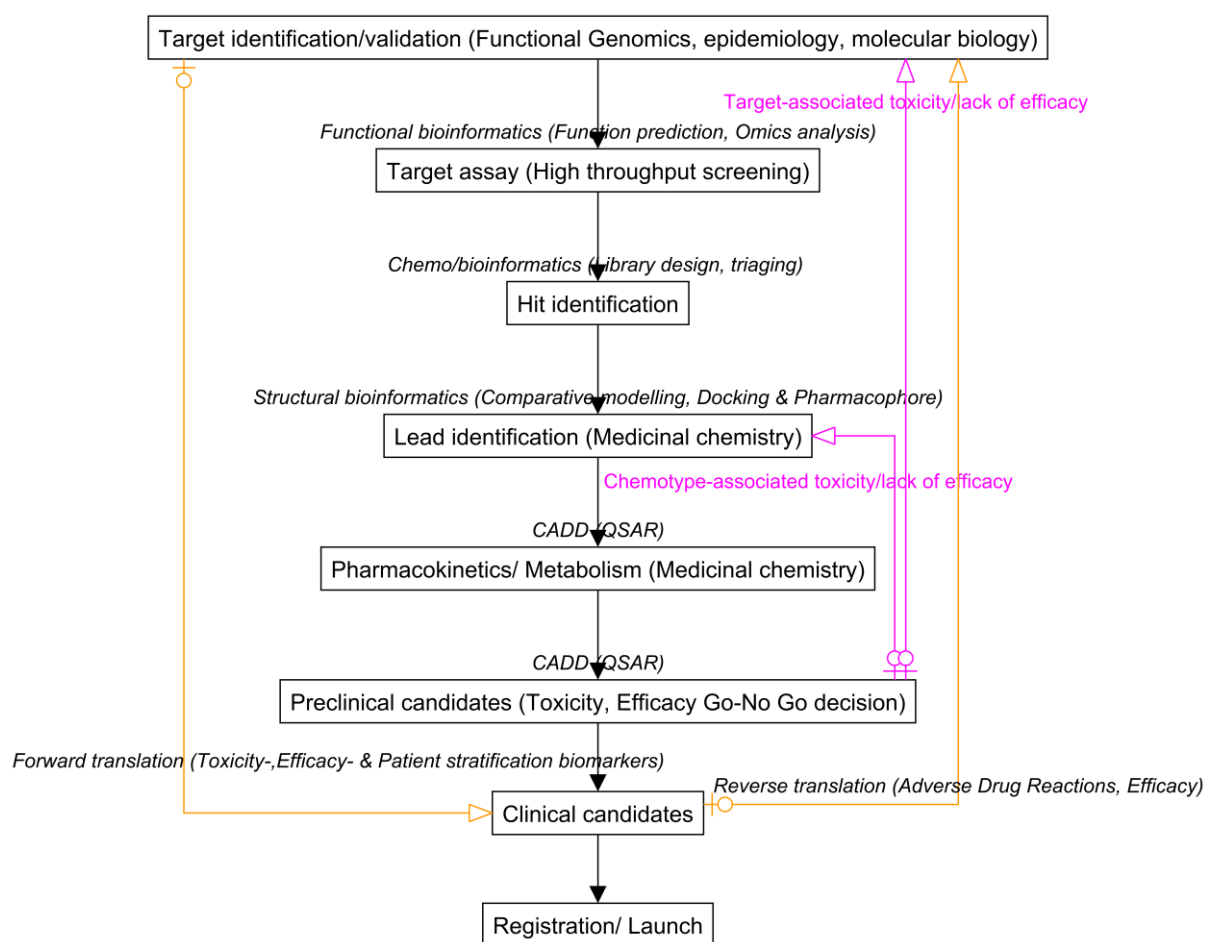 Target identification/validation (Functional Genomics, epidemiology, molecular biology)
Target-associated toxicity/lack of efficacy
Functional bioinformatics (Function prediction, Omics analysis)
Target assay (High throughput screening)
Chemo/bioinformatics (Library design, triaging)
Hit identification
Structural bioinformatics (Comparative modelling, Docking & Pharmacophore)
Lead identification (Medicinal chemistry)
Chemotype-associated toxicity/lack of efficacy
CADD (QSAR)
Pharmacokinetics/ Metabolism (Medicinal chemistry)
CADD (QSAR)
Preclinical candidates (Toxicity, Efficacy Go-No Go decision)
Forward translation (Toxicity-,Efficacy- & Patient stratification biomarkers)
Reverse translation (Adverse Drug Reactions, Efficacy)
Clinical candidates
Registration/ Launch